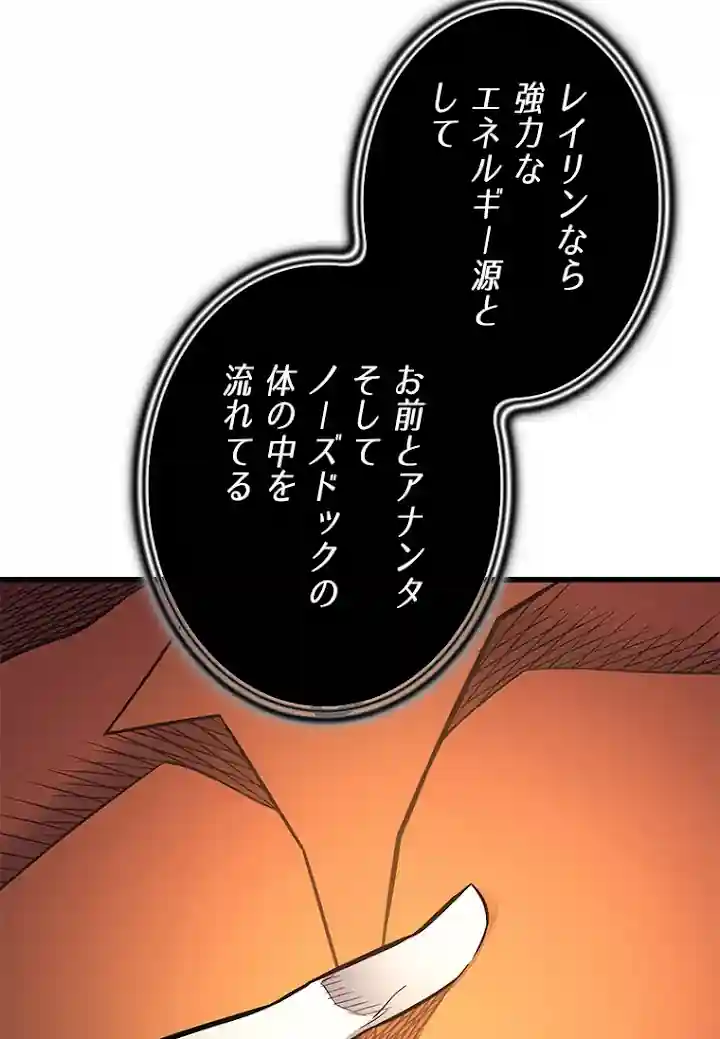 レイリンなら
強力な
エネルギー源と
して
お前とアナンタ
そして
ノーズドックの
体の中を
流れてる